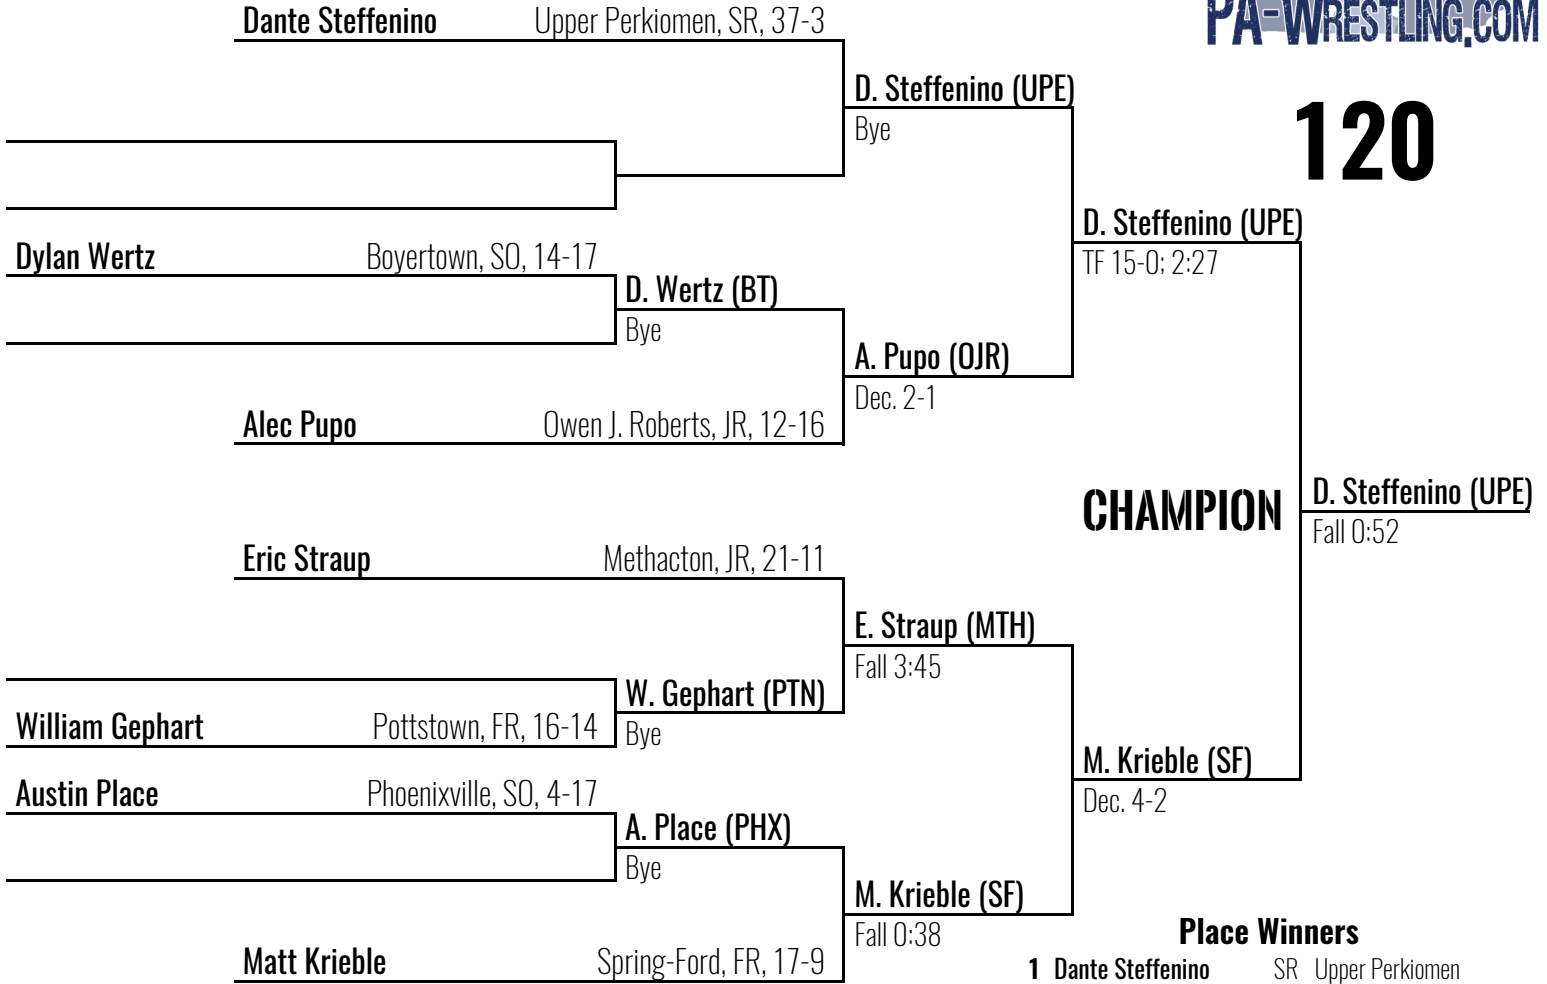 PA-WRESTLING.COM
120
Dante Steffenino Upper Perkiomen, SR, 37-3
D. Steffenino (UPE)
Bye
D. Steffenino (UPE)
TF 15-0; 2:27
Dylan Wertz Boyertown, SO, 14-17
D. Wertz (BT)
Bye
A. Pupo (OJR)
Dec. 2-1
Alec Pupo Owen J. Roberts, JR, 12-16
CHAMPION
D. Steffenino (UPE)
Fall 0:52
Eric Straup Methacton, JR, 21-11
E. Straup (MTH)
Fall 3:45
W. Gephart (PTN)
Bye
William Gephart Pottstown, FR, 16-14
M. Krieble (SF)
Dec. 4-2
Austin Place Phoenixville, SO, 4-17
A. Place (PHX)
Bye
M. Krieble (SF)
Fall 0:38
Matt Krieble Spring-Ford, FR, 17-9
Place Winners
1 Dante Steffenino SR Upper Perkiomen